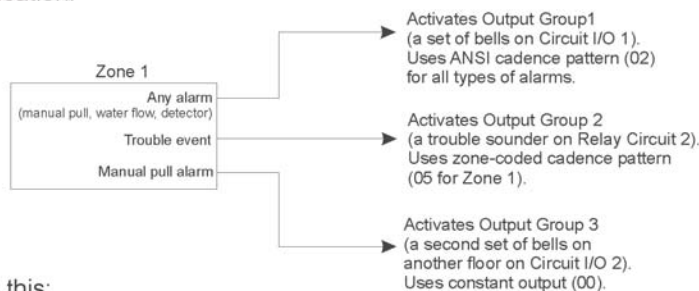 Zone 1
Any alarm
(manual pull, water flow, detector)
Trouble event
Manual pull alarm
Activates Output Group1
(a set of bells on Circuit I/O 1).
Uses ANSI cadence pattern (02)
for all types of alarms.
Activates Output Group 2
(a trouble sounder on Relay Circuit 2).
Uses zone-coded cadence pattern
(05 for Zone 1).
Activates Output Group 3
(a second set of bells on
another floor on Circuit I/O 2).
Uses constant output (00).
this: